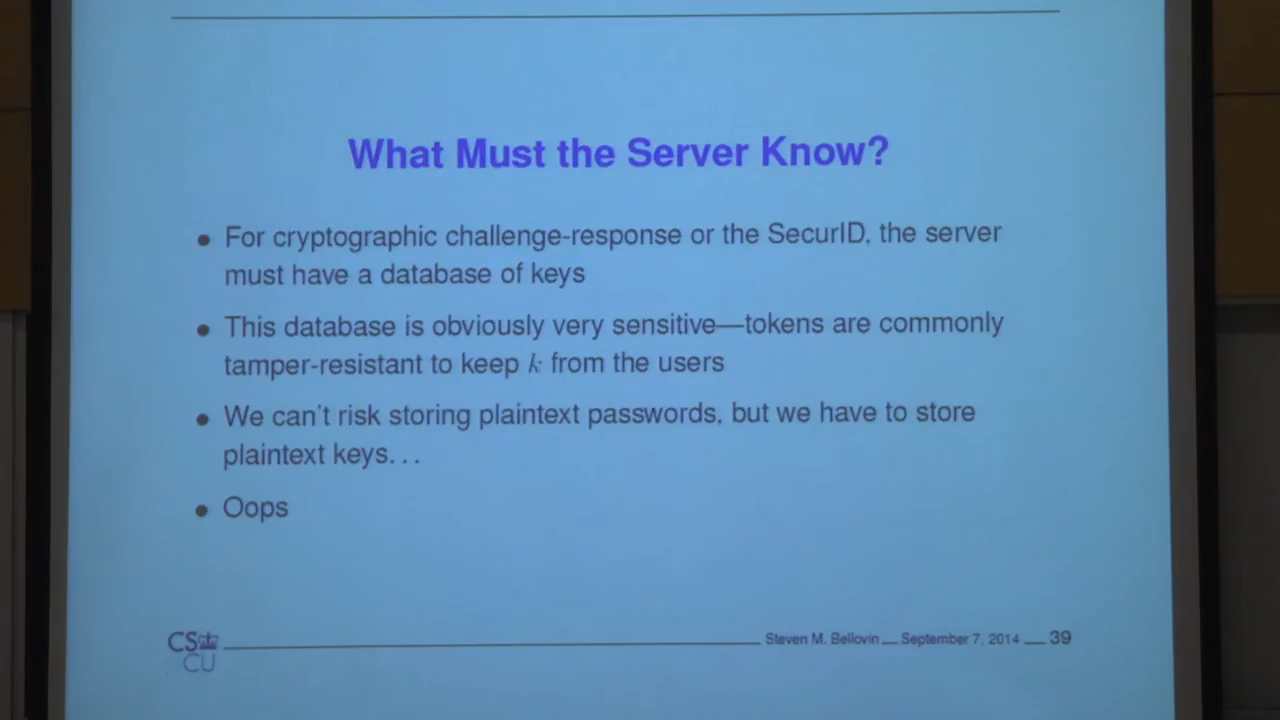 What Must the Server Know?
• For cryptographic challenge-response or the SecurID, the server
must have a database of keys
• This database is obviously very sensitive—tokens are commonly
tamper-resistant to keep k from the users
• We can't risk storing plaintext passwords, but we have to store
plaintext keys...
• Oops
CS
CU
Steven M. Bellovin — September 7, 2014 — 39